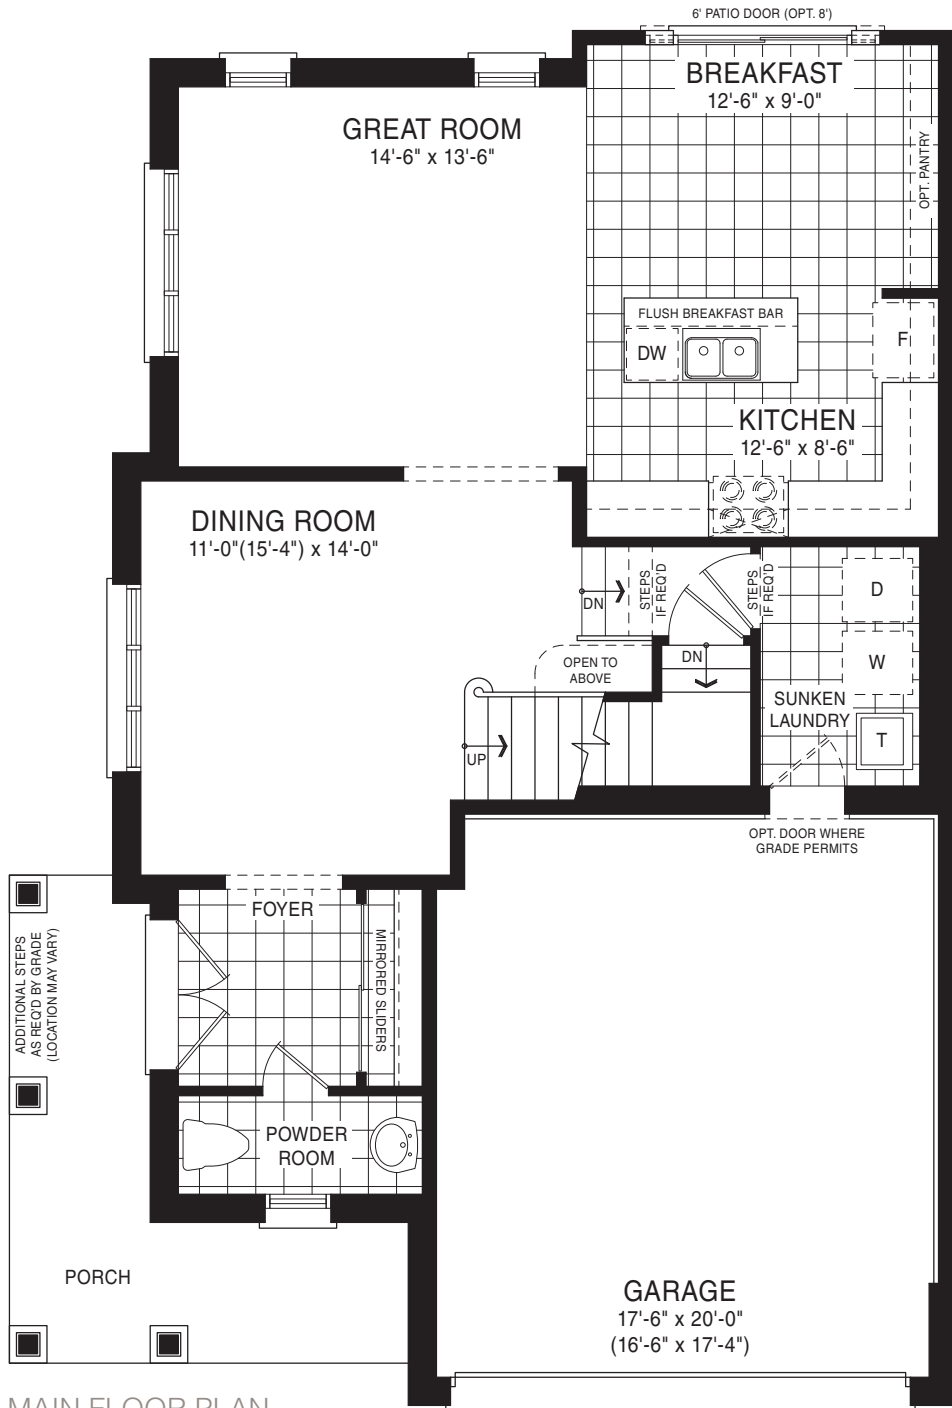 6' PATIO DOOR (OPT. 8')
BREAKFAST
12'-6" x 9'-0"
GREAT ROOM
14'-6" x 13'-6"
OPT. PANTRY
FLUSH BREAKFAST BAR
DW
F
KITCHEN
12'-6" x 8'-6"
DINING ROOM
11'-0"(15'-4") x 14'-0"
DN
STEPS
IF REQ'D
STEPS
IF REQ'D
D
OPEN TO
ABOVE
DN
W
SUNKEN
LAUNDRY
T
UP
OPT. DOOR WHERE
GRADE PERMITS
FOYER
MIRRORED SLIDERS
ADDITIONAL STEPS
AS REQ'D BY GRADE
(LOCATION MAY VARY)
POWDER
ROOM
PORCH
GARAGE
17'-6" x 20'-0"
(16'-6" x 17'-4")
MAIN FLOOR PLAN